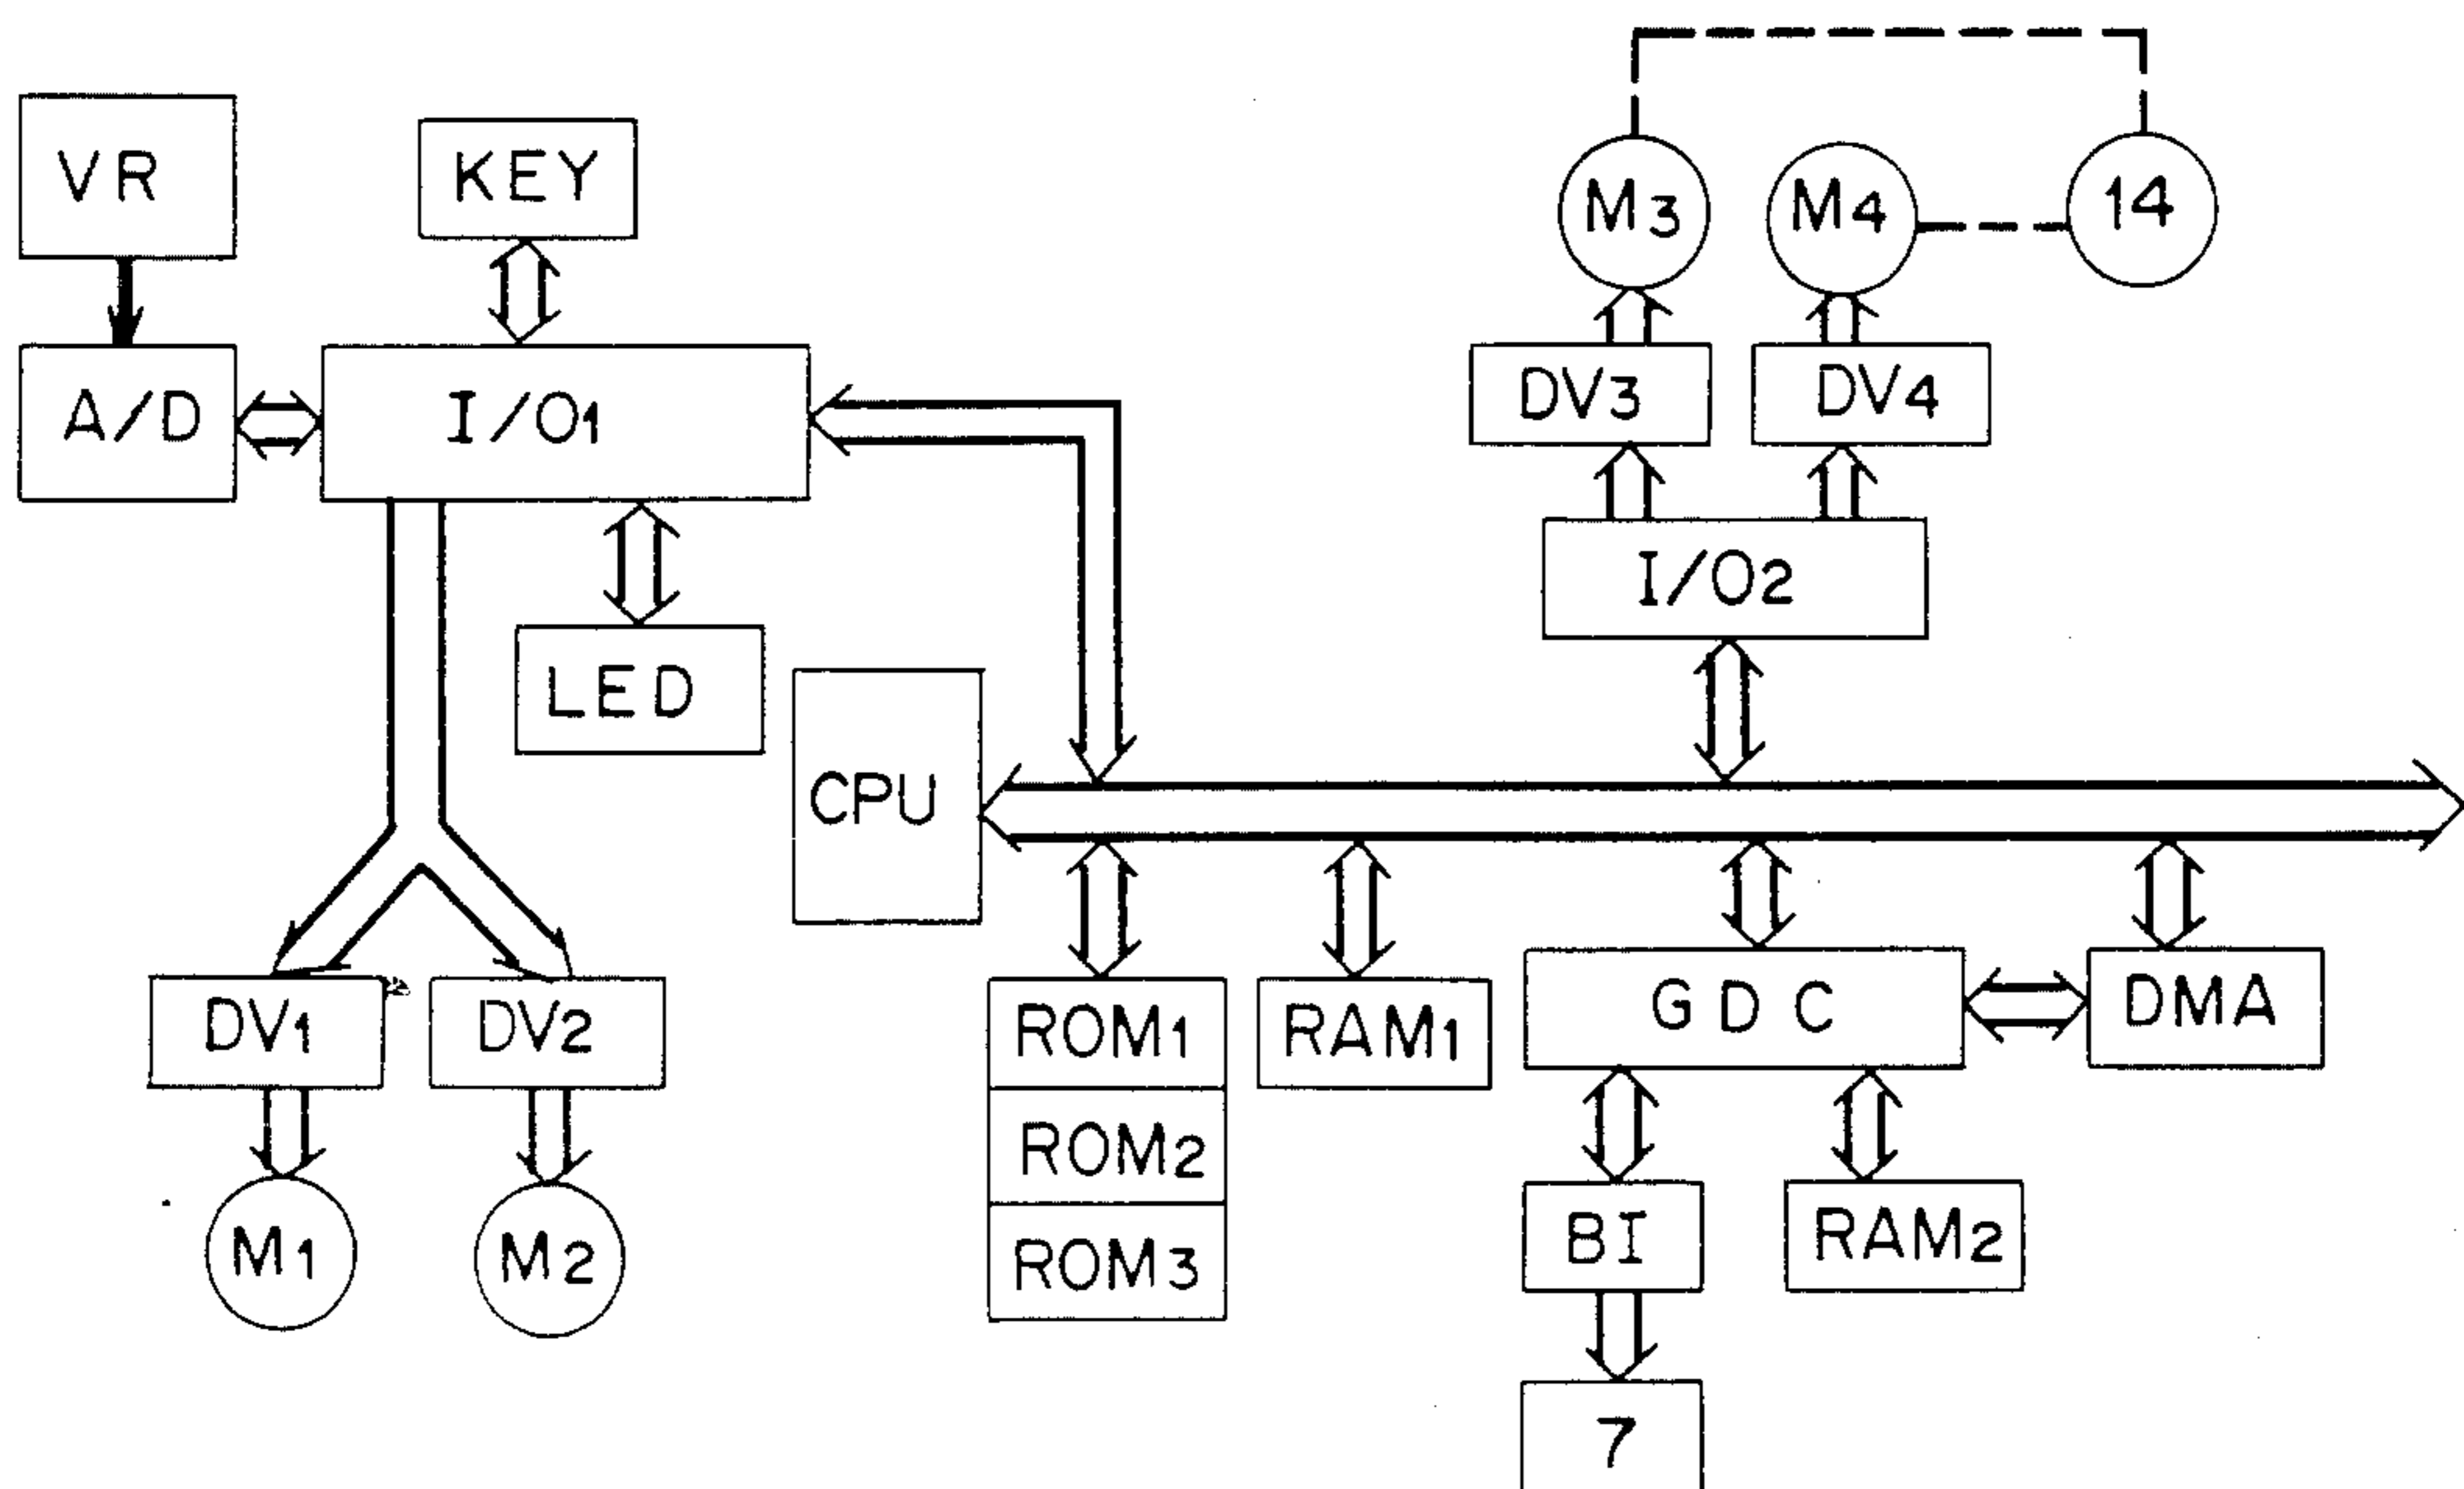 VR
KEY
M3
M4
14
A/D
I/O1
DV3
DV4
I/O2
LED
CPU
DV1
DV2
ROM1
RAM1
GDC
DMA
ROM2
M1
M2
ROM3
BI
RAM2
7